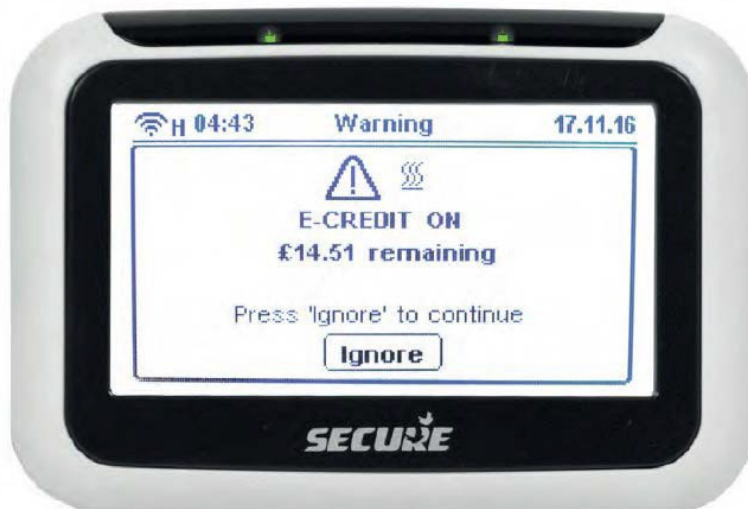 H 04:43 Warning 17.11.16
E-CREDIT ON
£14.51 remaining
Press 'Ignore' to continue
Ignore
SECURE